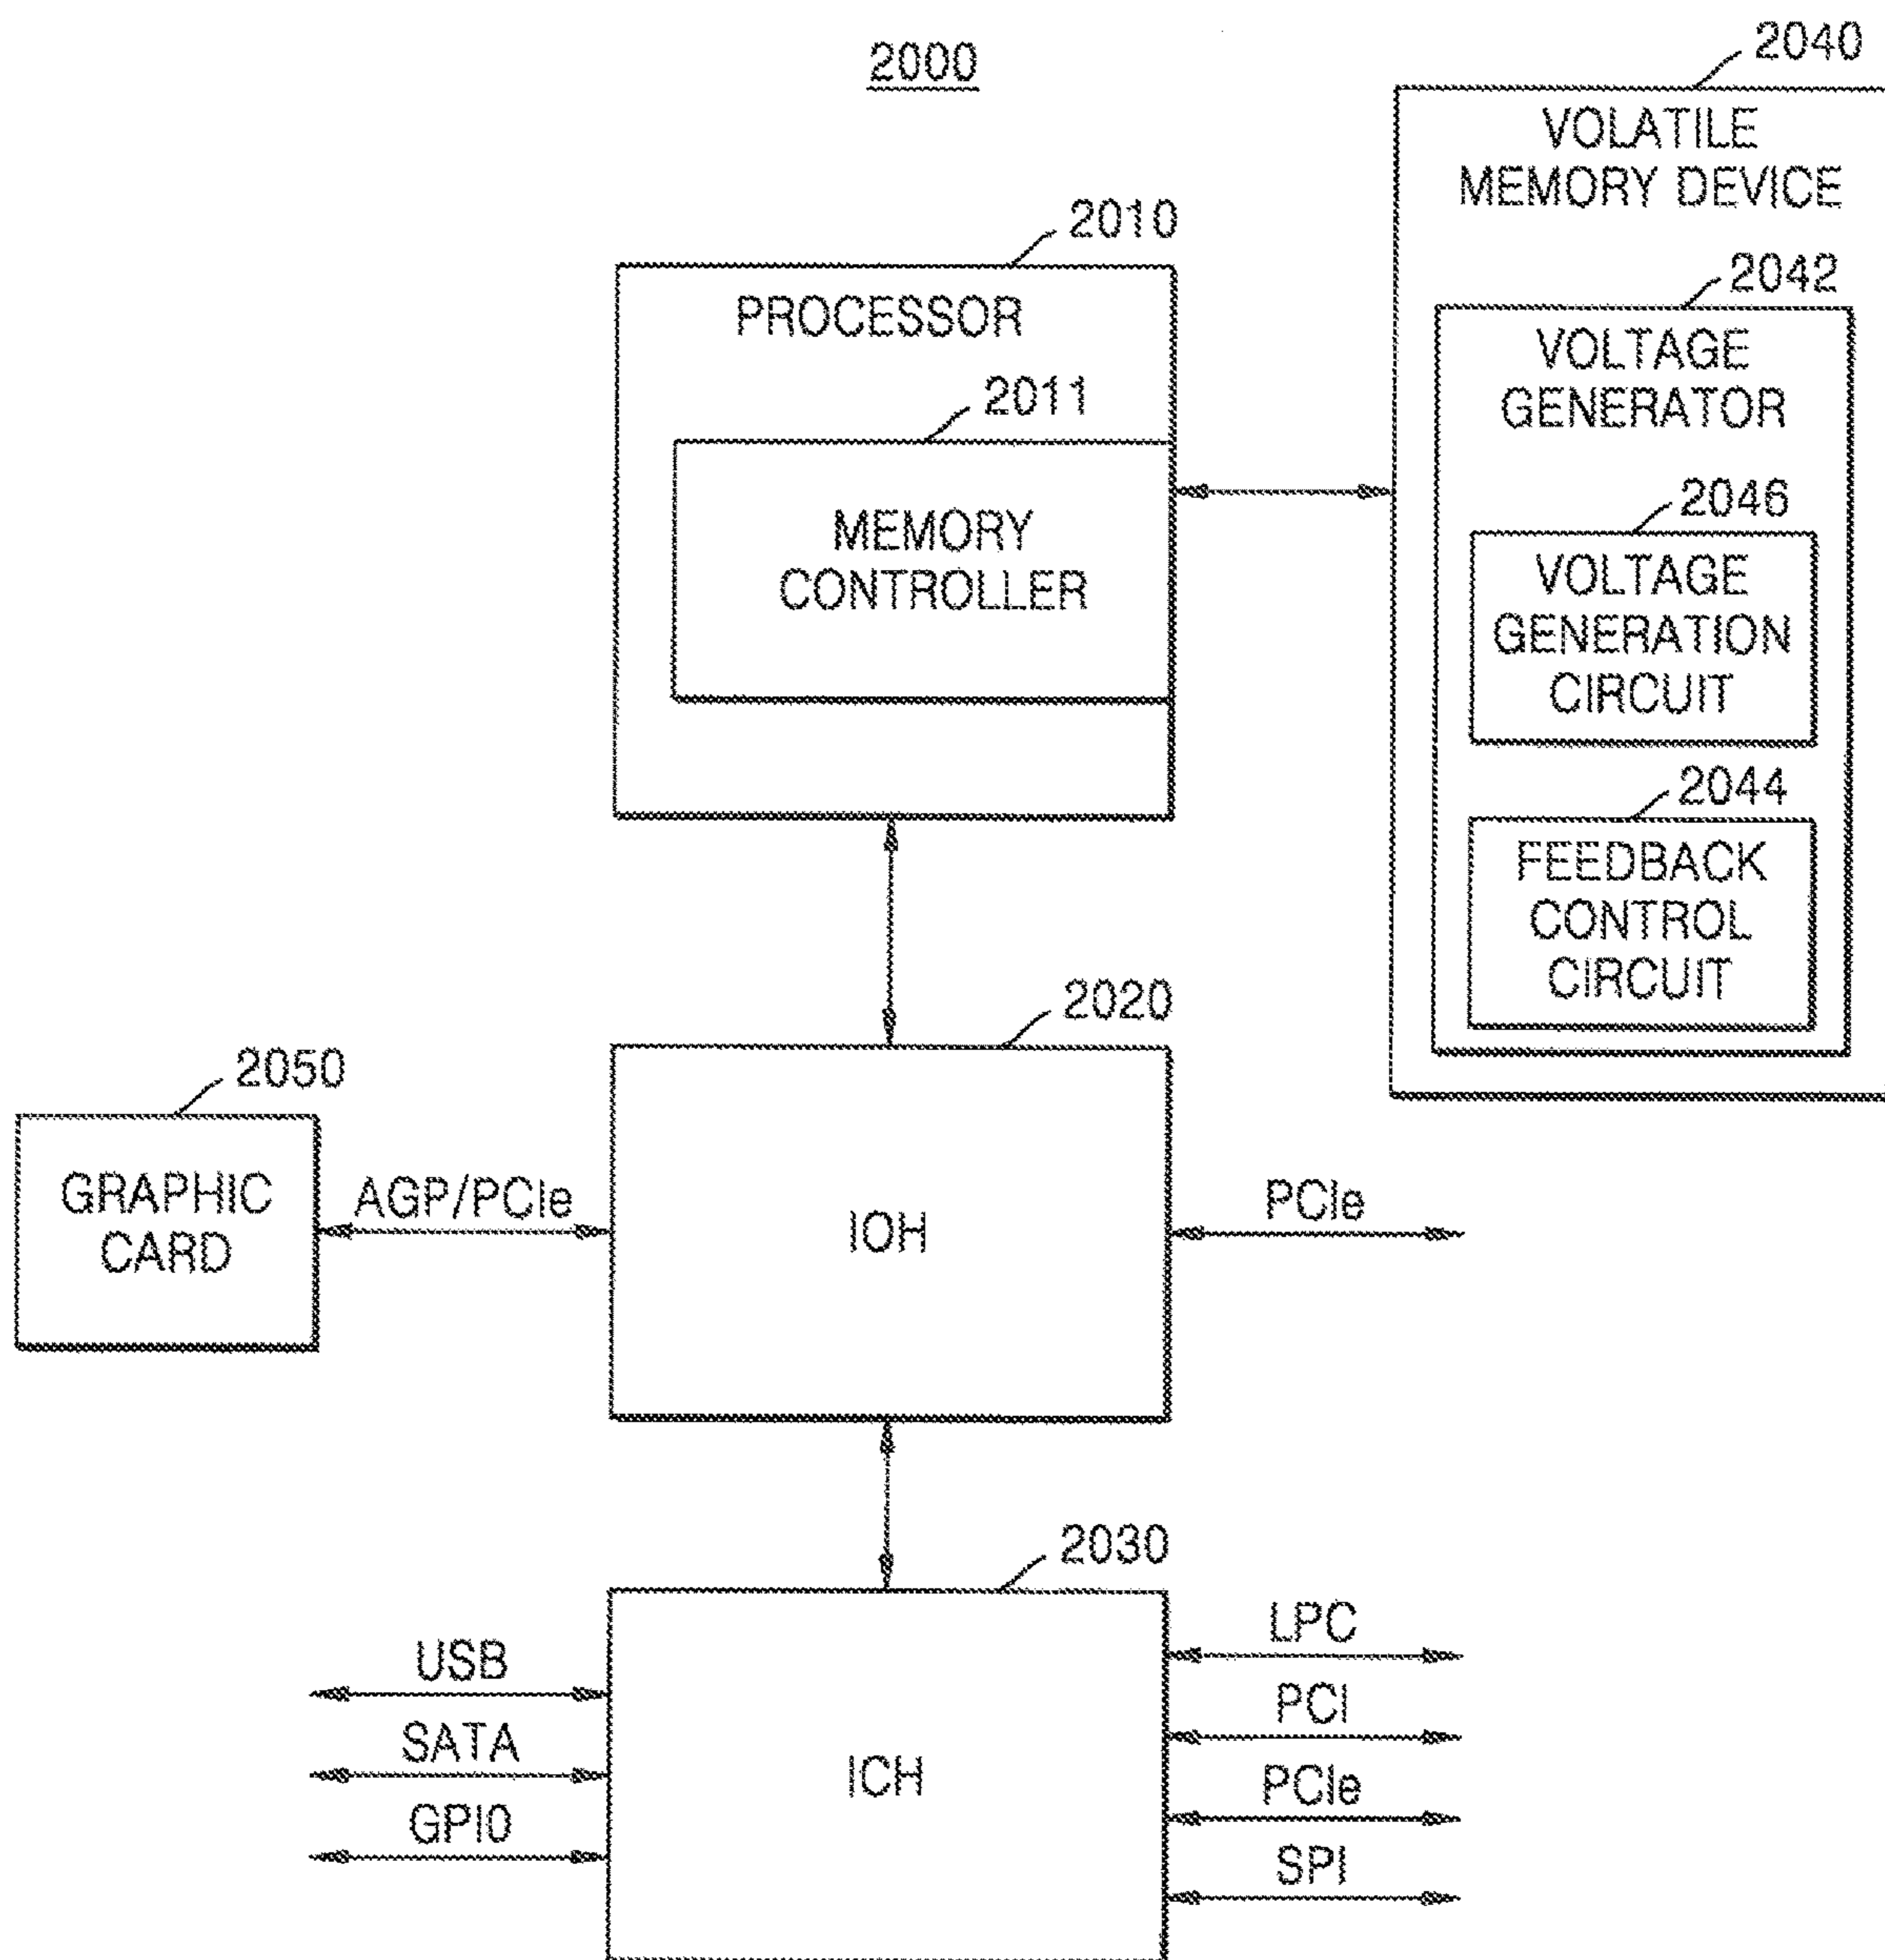 2000
2040
VOLATILE
MEMORY DEVICE
2010
PROCESSOR
2042
VOLTAGE
GENERATOR
2011
MEMORY
CONTROLLER
2046
VOLTAGE
GENERATION
CIRCUIT
2044
FEEDBACK
CONTROL
CIRCUIT
2020
2050
GRAPHIC
CARD
AGP/PCIe
IOH
PCIe
2030
USB
SATA
GPIO
ICH
LPC
PCI
PCIe
SPI